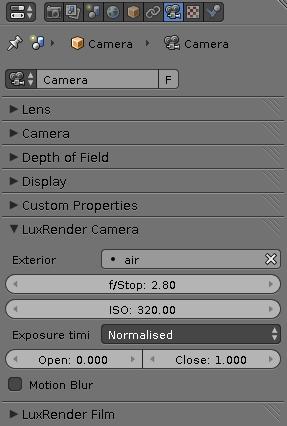 Camera Camera
Camera F
Lens
Camera
Depth of Field
Display
Custom Properties
LuxRender Camera
Exterior air
f/Stop: 2.80
ISO: 320.00
Exposure timi Normalised
Open: 0.000 Close: 1.000
Motion Blur
LuxRender Film